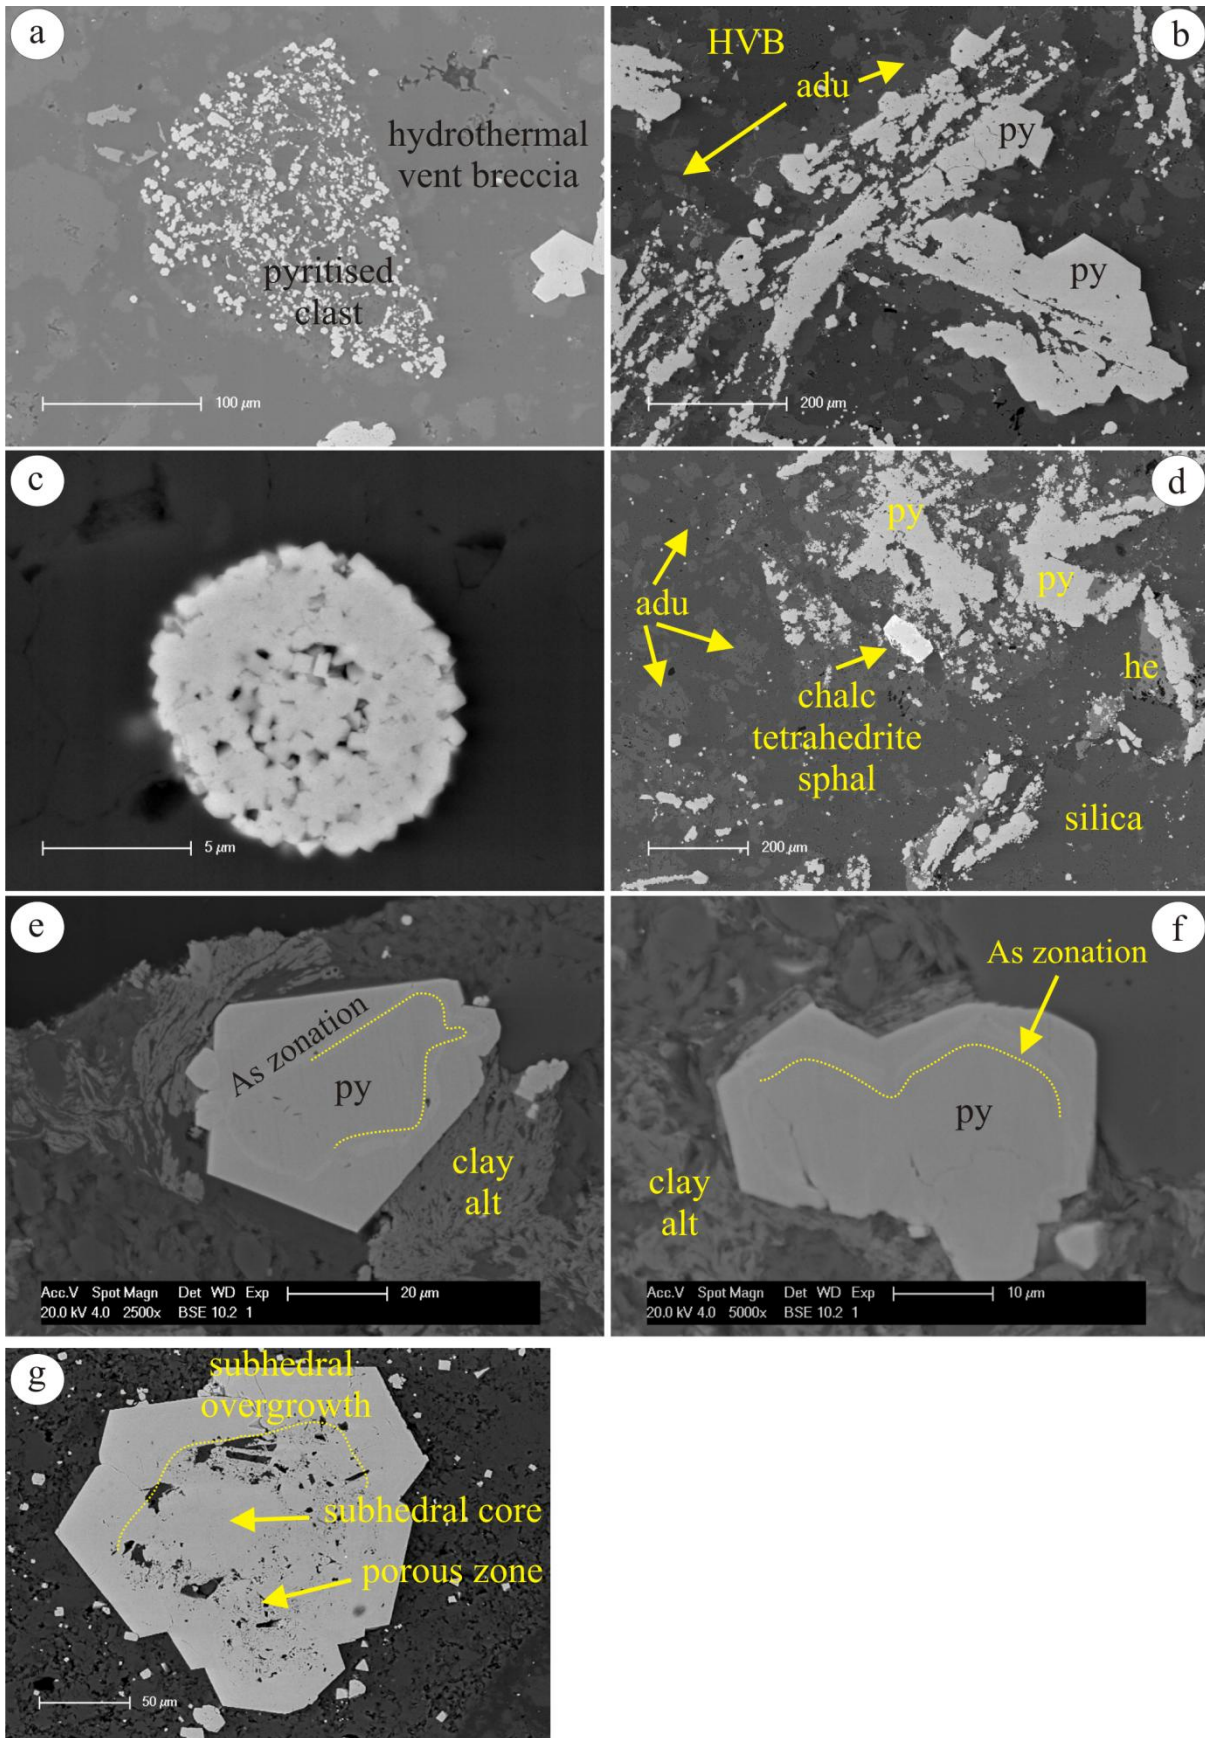 a
hydrothermal
vent breccia
pyritised
clast
100 µm
b
HVB
adu
py
py
200 µm
c
5 µm
d
py
py
adu
he
chalc
tetrahedrite
sphal
silica
200 µm
e
As zonation
py
clay
alt
Acc.V Spot Magn Det WD Exp
20.0 kV 4.0 2500x BSE 10.2 1
20 µm
f
As zonation
py
clay
alt
Acc.V Spot Magn Det WD Exp
20.0 kV 4.0 5000x BSE 10.2 1
10 µm
g
subhedral
overgrowth
subhedral core
porous zone
50 µm